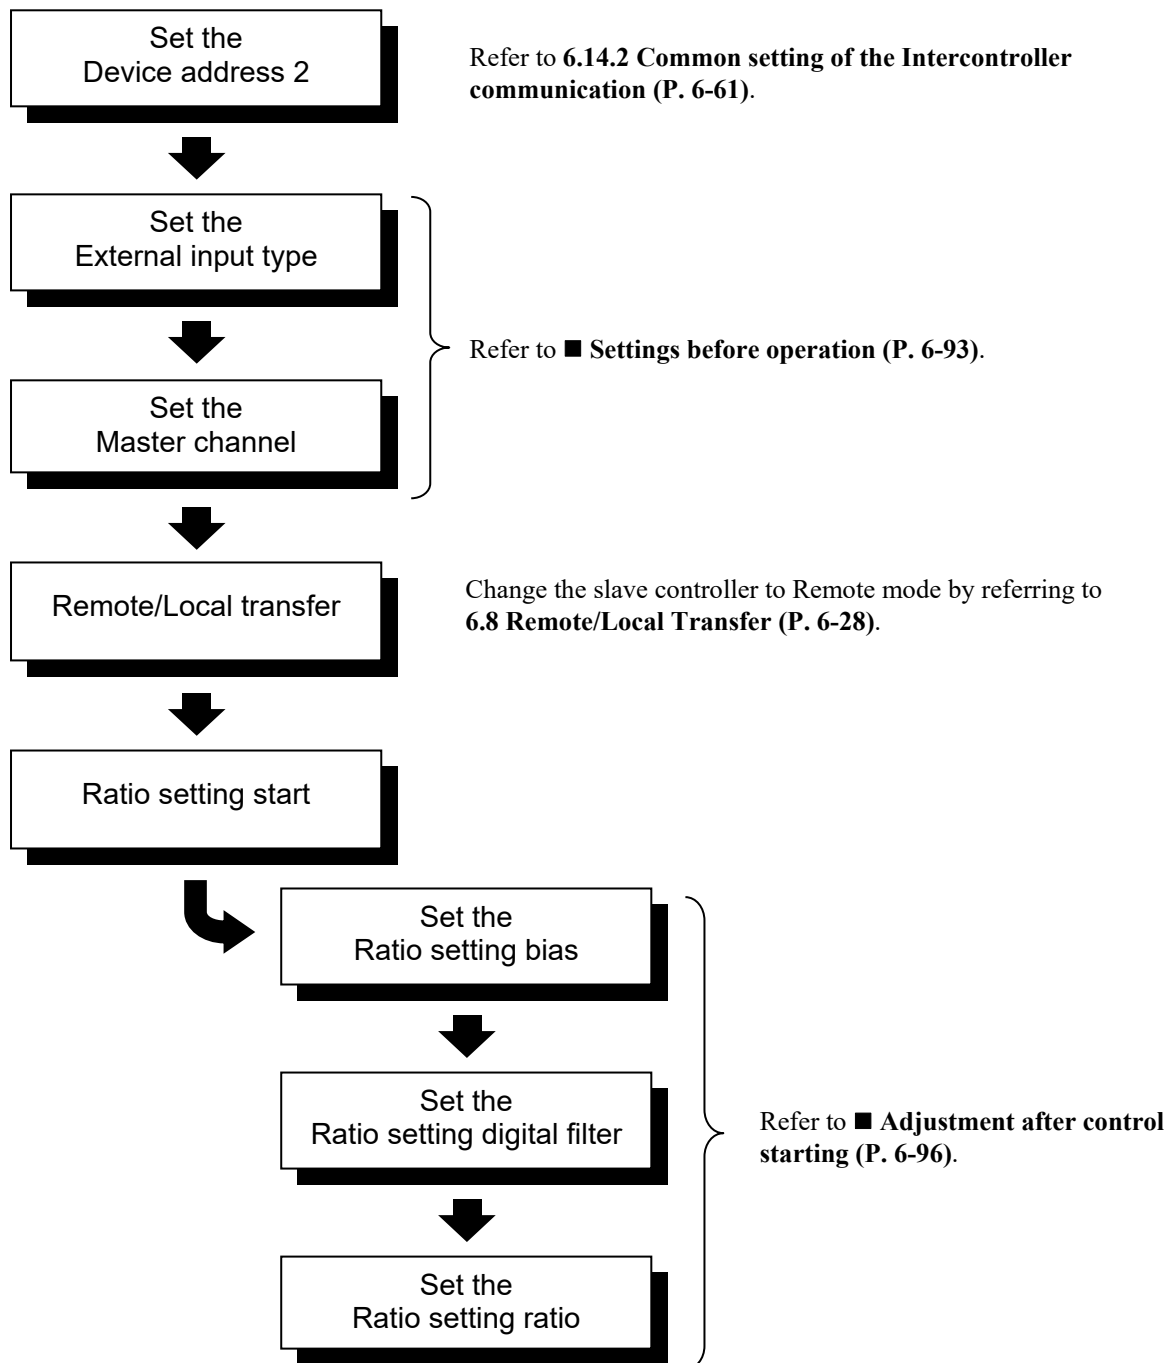 Set the
Device address 2
Refer to 6.14.2 Common setting of the Intercontroller
communication (P. 6-61).
Set the
External input type
Refer to ■ Settings before operation (P. 6-93).
Set the
Master channel
Remote/Local transfer
Change the slave controller to Remote mode by referring to
6.8 Remote/Local Transfer (P. 6-28).
Ratio setting start
Set the
Ratio setting bias
Set the
Ratio setting digital filter
Refer to ■ Adjustment after control
starting (P. 6-96).
Set the
Ratio setting ratio